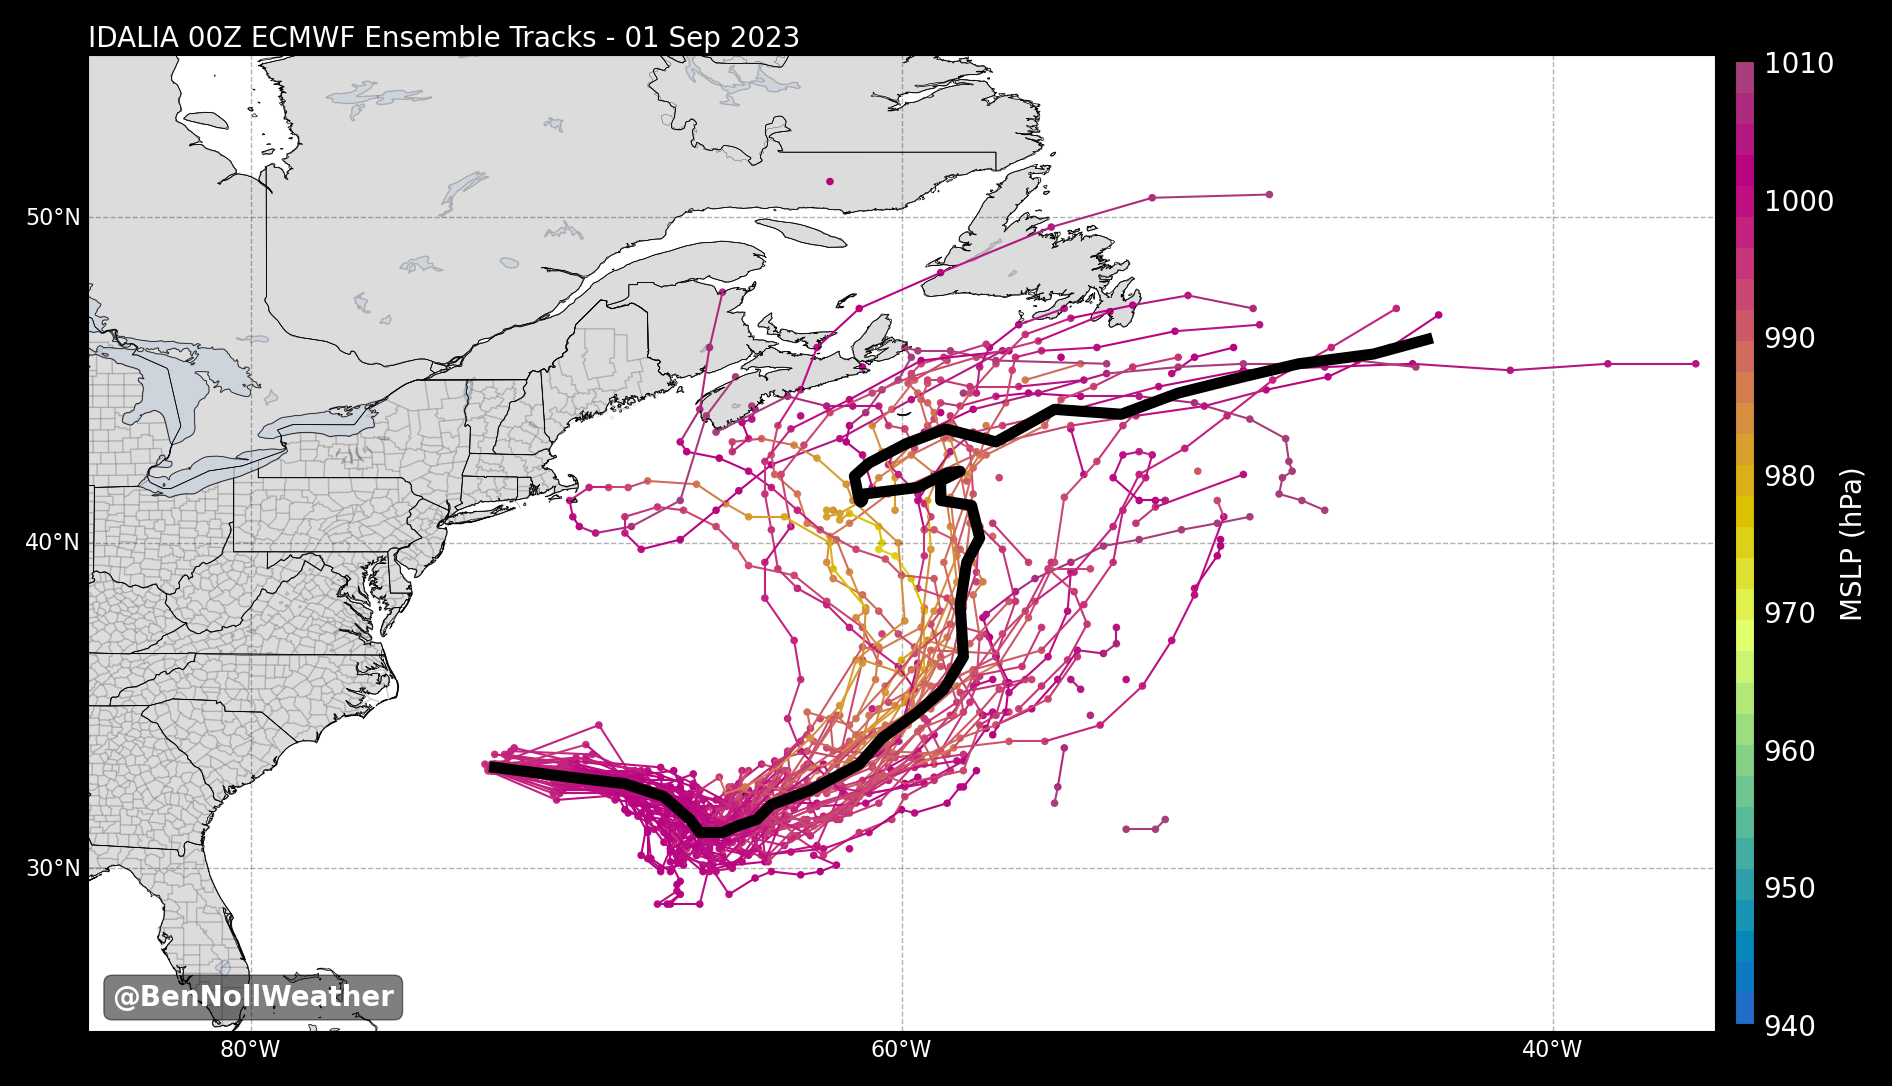 IDALIA 00Z ECMWF Ensemble Tracks - 01 Sep 2023
1010
50°N
1000
990
980
40°N
MSLP (hPa)
970
960
30°N
950
@BenNollWeather
940
80°W
60°W
40°W